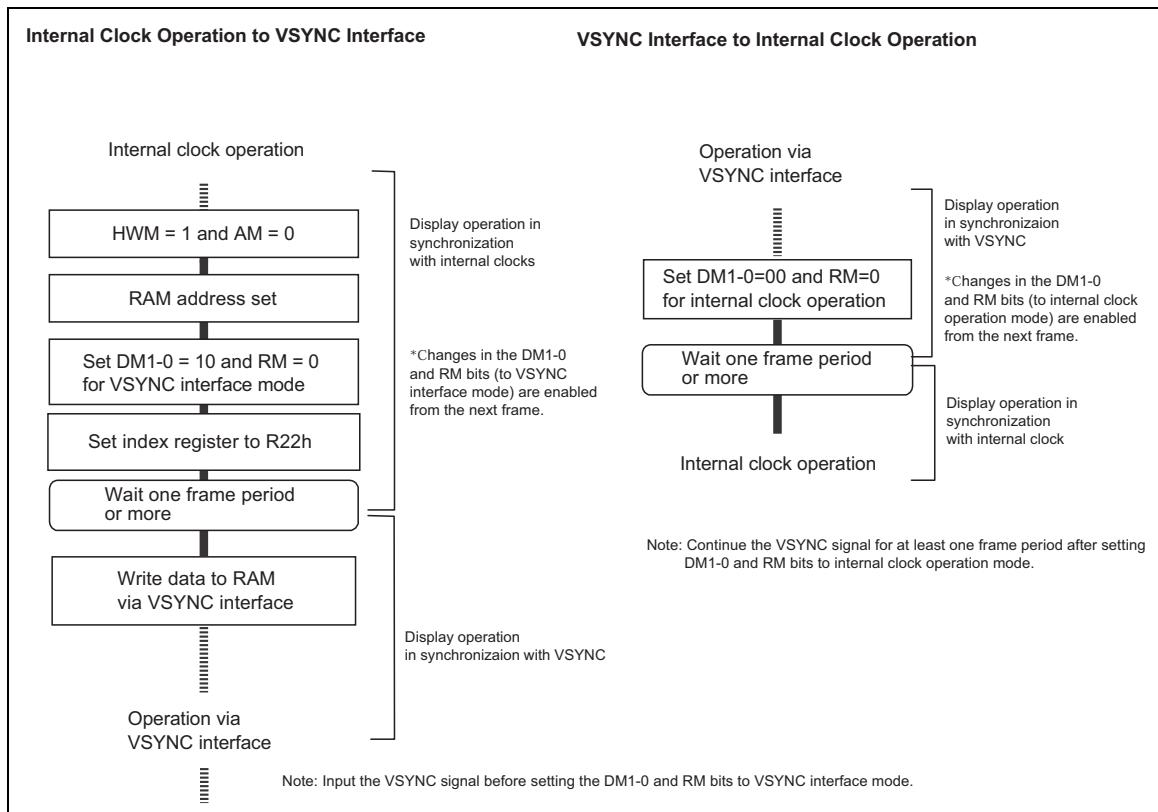 Internal Clock Operation to VSYNC Interface
Internal clock operation
HWM = 1 and AM = 0
RAM address set
Set DM1-0 = 10 and RM = 0
for VSYNC interface mode
Set index register to R22h
Wait one frame period
or more
Write data to RAM
via VSYNC interface
Operation via
VSYNC interface
Display operation in
synchronization
with internal clocks
*Changes in the DM1-0
and RM bits (to VSYNC
interface mode) are enabled
from the next frame.
Display operation
in synchronizaion with VSYNC
Note: Input the VSYNC signal before setting the DM1-0 and RM bits to VSYNC interface mode.
VSYNC Interface to Internal Clock Operation
Operation via
VSYNC interface
Set DM1-0=00 and RM=0
for internal clock operation
Wait one frame period
or more
Internal clock operation
Display operation
in synchronizaion
with VSYNC
*Changes in the DM1-0
and RM bits (to internal clock
operation mode) are enabled
from the next frame.
Display operation in
synchronization
with internal clock
Note: Continue the VSYNC signal for at least one frame period after setting
DM1-0 and RM bits to internal clock operation mode.